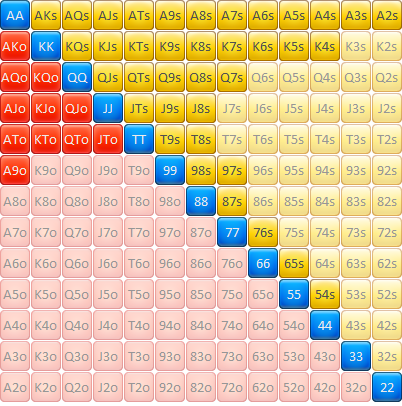 AA AKs AQs AJs ATs A9s A8s A7s A6s A5s A4s A3s A2s
AKo KK KQs KJs KTs K9s K8s K7s K6s K5s K4s K3s K2s
AQo KQo QQ QJs QTs Q9s Q8s Q7s Q6s Q5s Q4s Q3s Q2s
AJo KJo QJo JJ JTs J9s J8s J7s J6s J5s J4s J3s J2s
ATo KTo QTo JTo TT T9s T8s T7s T6s T5s T4s T3s T2s
A9o K9o Q9o J9o T9o 99 98s 97s 96s 95s 94s 93s 92s
A8o K8o Q8o J8o T8o 98o 88 87s 86s 85s 84s 83s 82s
A7o K7o Q7o J7o T7o 97o 87o 77 76s 75s 74s 73s 72s
A6o K6o Q6o J6o T6o 96o 86o 76o 66 65s 64s 63s 62s
A5o K5o Q5o J5o T5o 95o 85o 75o 65o 55 54s 53s 52s
A4o K4o Q4o J4o T4o 94o 84o 74o 64o 54o 44 43s 42s
A3o K3o Q3o J3o T3o 93o 83o 73o 63o 53o 43o 33 32s
A2o K2o Q2o J2o T2o 92o 82o 72o 62o 52o 42o 32o 22